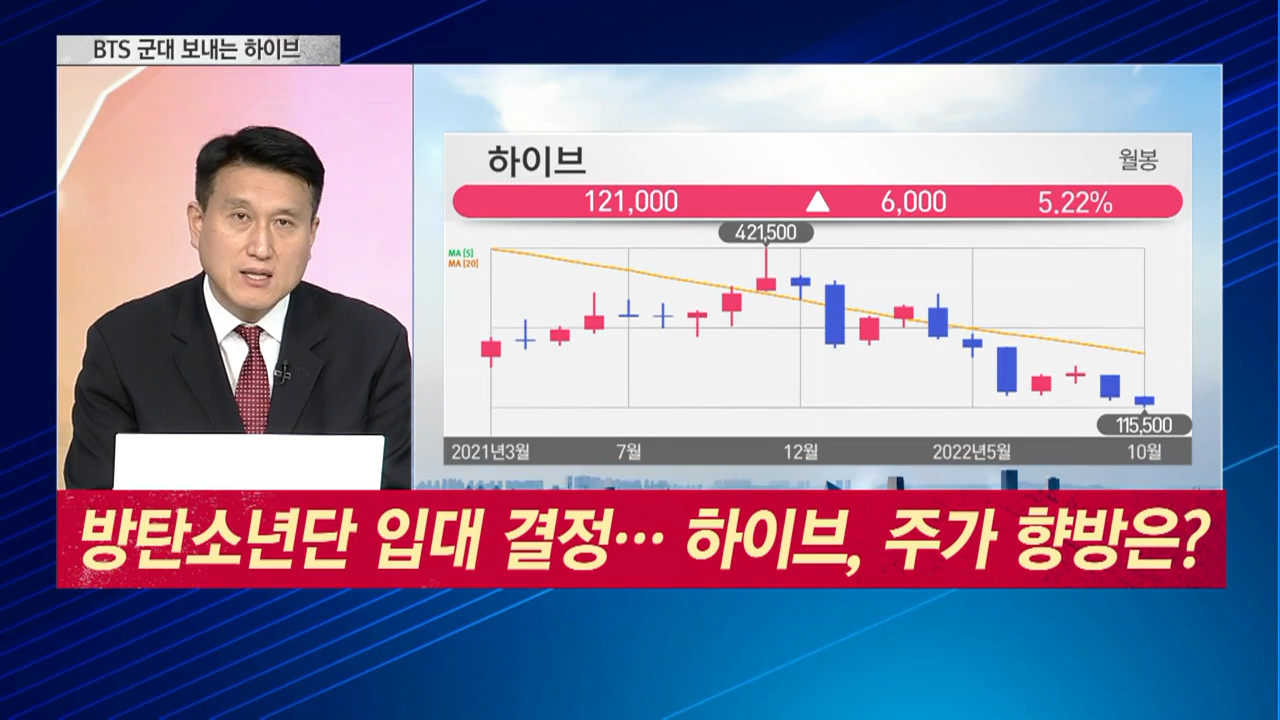 BTS 군대 보내는 하이브
하이브
월봉
121,000 ▲ 6,000 5.22%
421,500
MA [5]
MA [20]
115,500
2021년3월 7월 12월 2022년5월 10월
방탄소년단 입대 결정… 하이브, 주가 향방은?